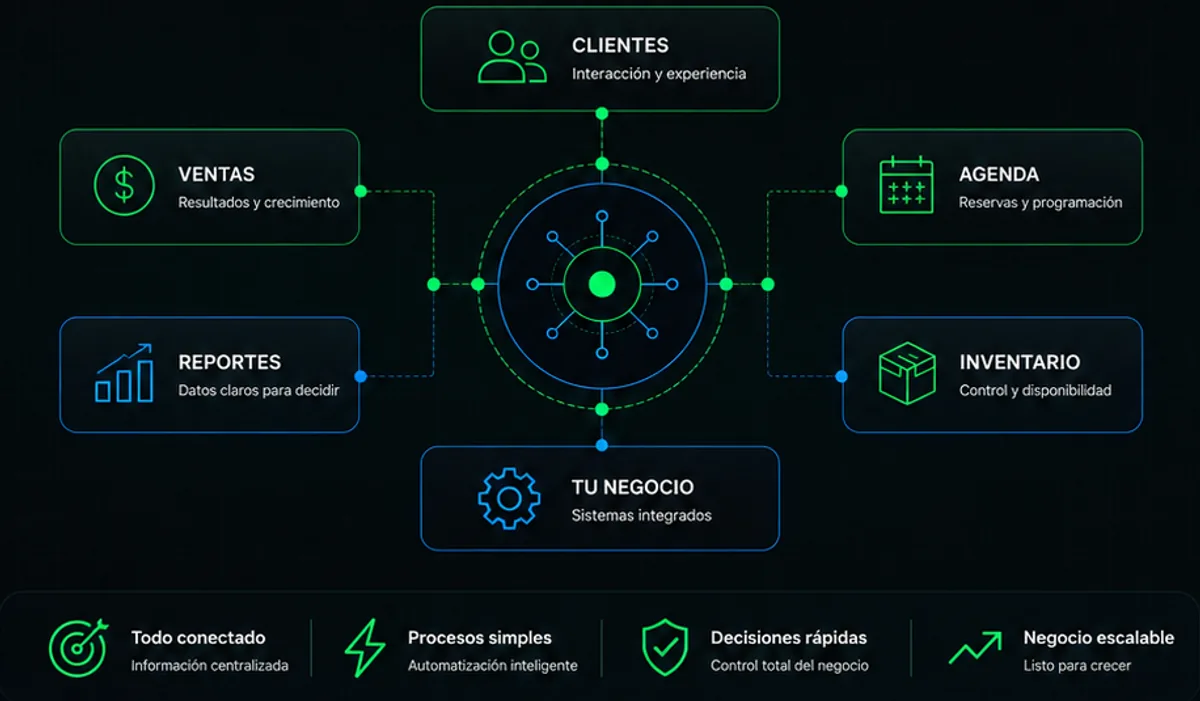 CLIENTES
Interacción y experiencia
VENTAS
Resultados y crecimiento
AGENDA
Reservas y programación
REPORTES
Datos claros para decidir
INVENTARIO
Control y disponibilidad
TU NEGOCIO
Sistemas integrados
Todo conectado
Información centralizada
Procesos simples
Automatización inteligente
Decisiones rápidas
Control total del negocio
Negocio escalable
Listo para crecer